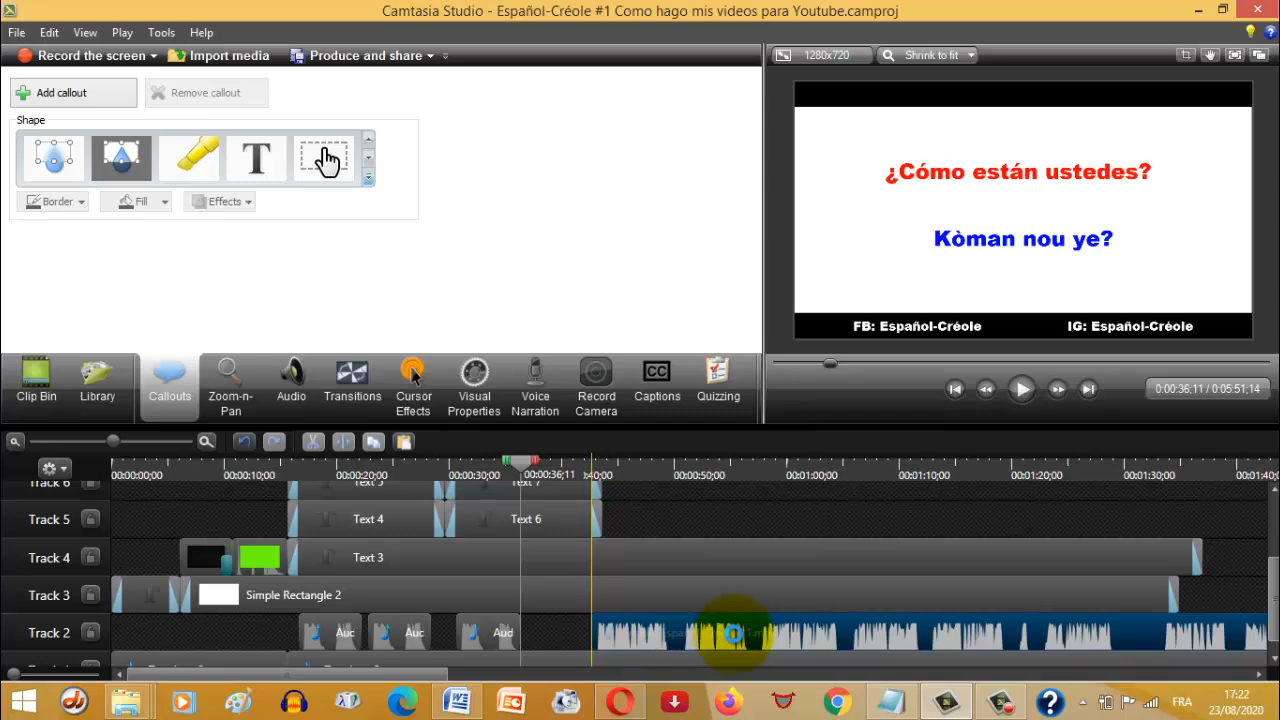 Camtasia Studio - Español-Créole #1 Como hago mis videos para Youtube.camproj
File Edit View Play Tools Help
Record the screen Import media Produce and share
1280x720 Shrink to fit
Add callout Remove callout
Shape
T
Border Fill Effects
¿Cómo están ustedes?
Kòman nou ye?
FB: Español-Créole IG: Español-Créole
Clip Bin Library Callouts Zoom-n-Pan Audio Transitions Cursor Effects Visual Properties Voice Narration Record Camera CC Captions Quizzing
0:00:36;11 / 0:05:51;14
00:00:00;00 00:00:10;00 00:00:20;00 00:00:30;00 00:00:36;11 40;00 00:00:50;00 00:01:00;00 00:01:10;00 00:01:20;00 00:01:30;00 00:01:40;
Track 6 Text 5 Text 7
Track 5 Text 4 Text 6
Track 4 Text 3
Track 3 Simple Rectangle 2
Track 2 Auc Auc Aud
FRA
17:22
23/08/2020